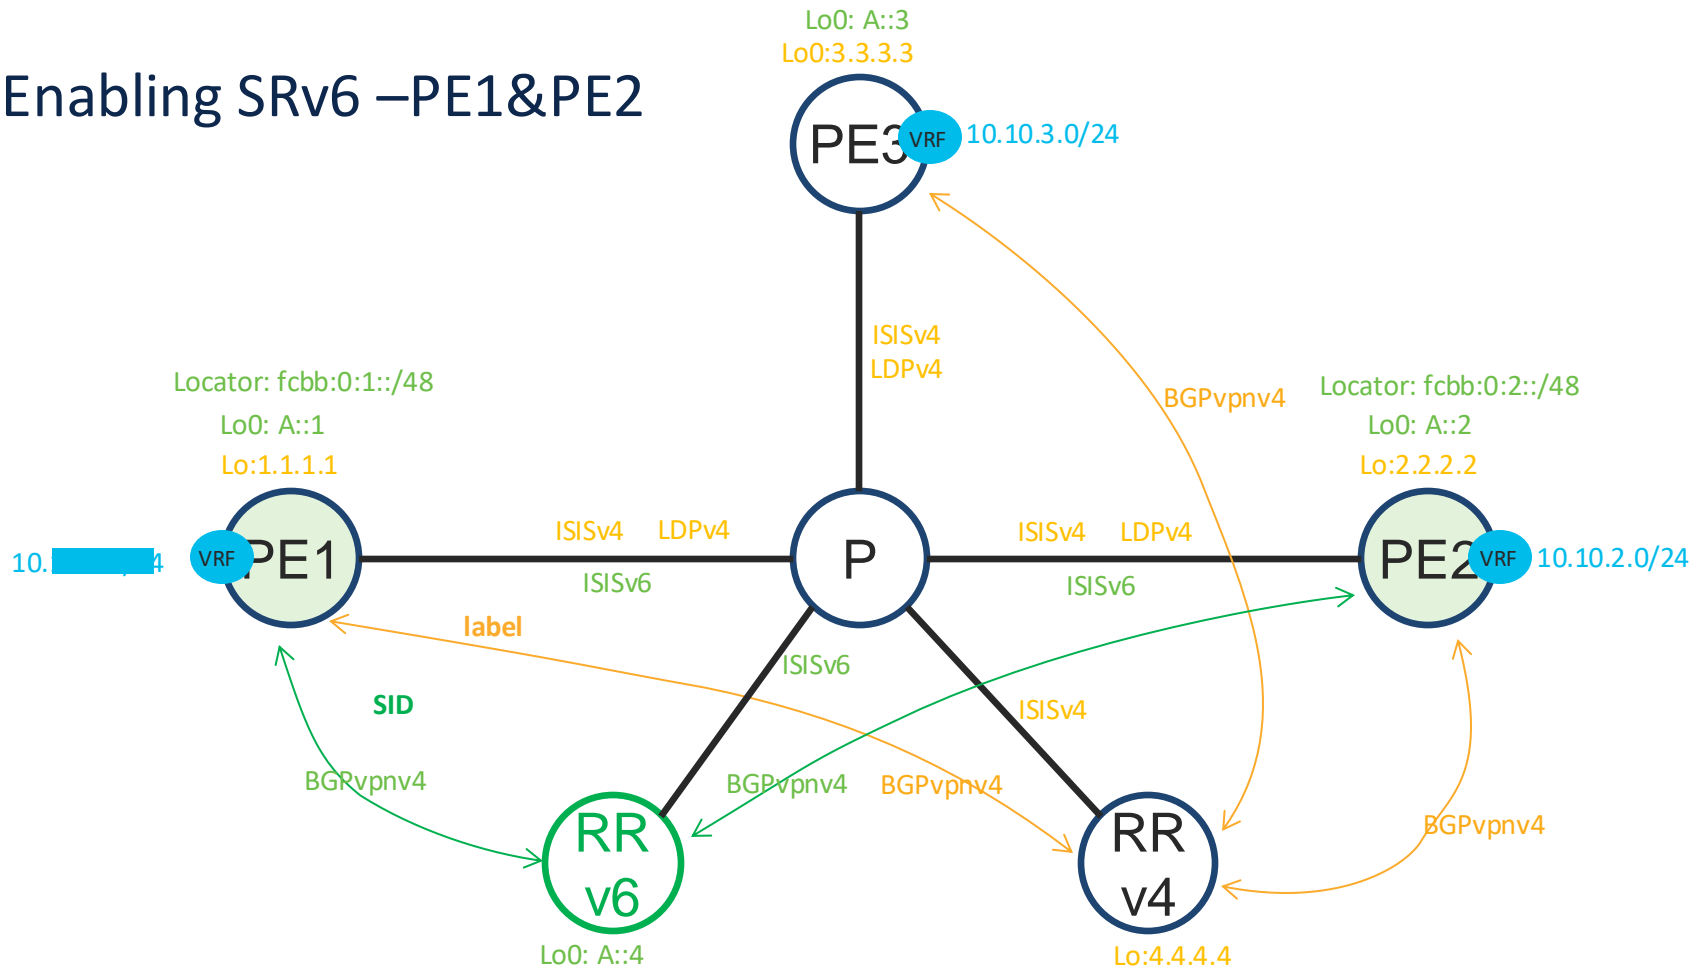 Lo0: A::3
Lo0:3.3.3.3
Enabling SRv6 –PE1&PE2
PE3
VRF
10.10.3.0/24
ISISv4
LDPv4
BGPvpnv4
Locator: fcbb:0:1::/48
Lo0: A::1
Lo:1.1.1.1
Locator: fcbb:0:2::/48
Lo0: A::2
Lo:2.2.2.2
10.
VRF
PE1
ISISv4 LDPv4
ISISv6
P
ISISv4 LDPv4
ISISv6
PE2
VRF
10.10.2.0/24
label
ISISv6
SID
ISISv4
BGPvpnv4
BGPvpnv4
BGPvpnv4
BGPvpnv4
RR
v6
RR
v4
Lo0: A::4
Lo:4.4.4.4